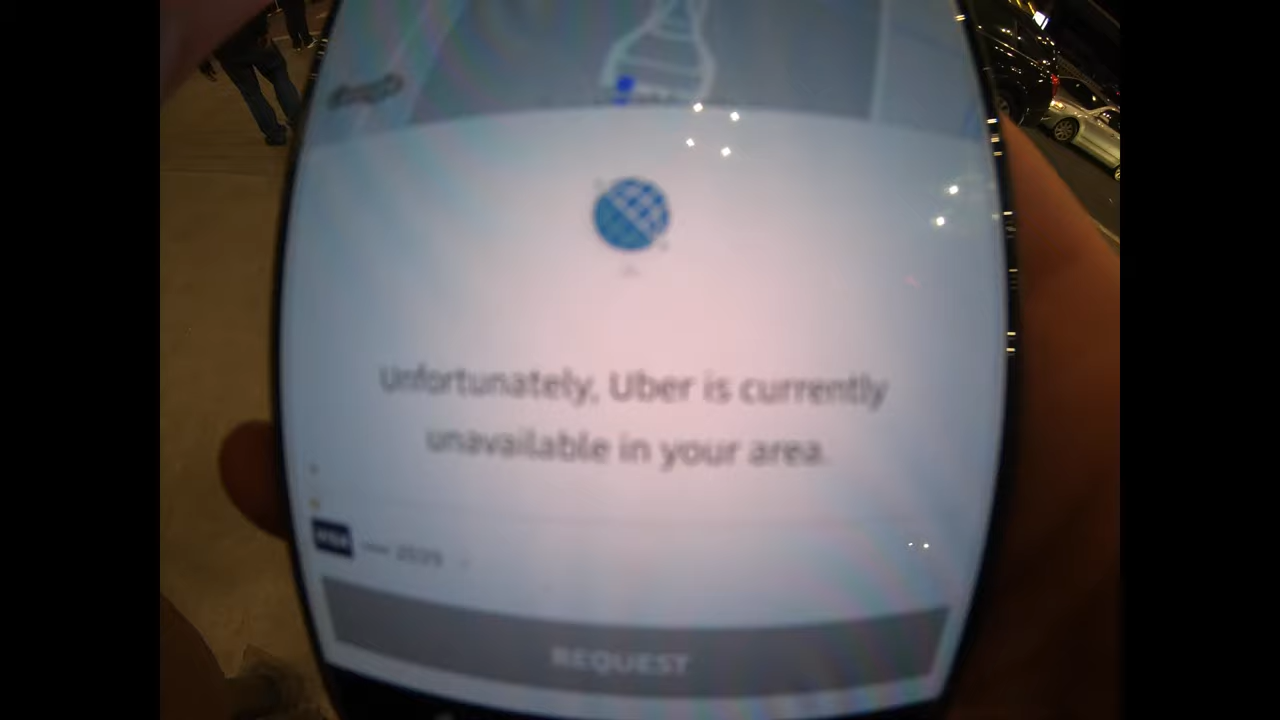 Unfortunately, Uber is currently
unavailable in your area.
REQUEST